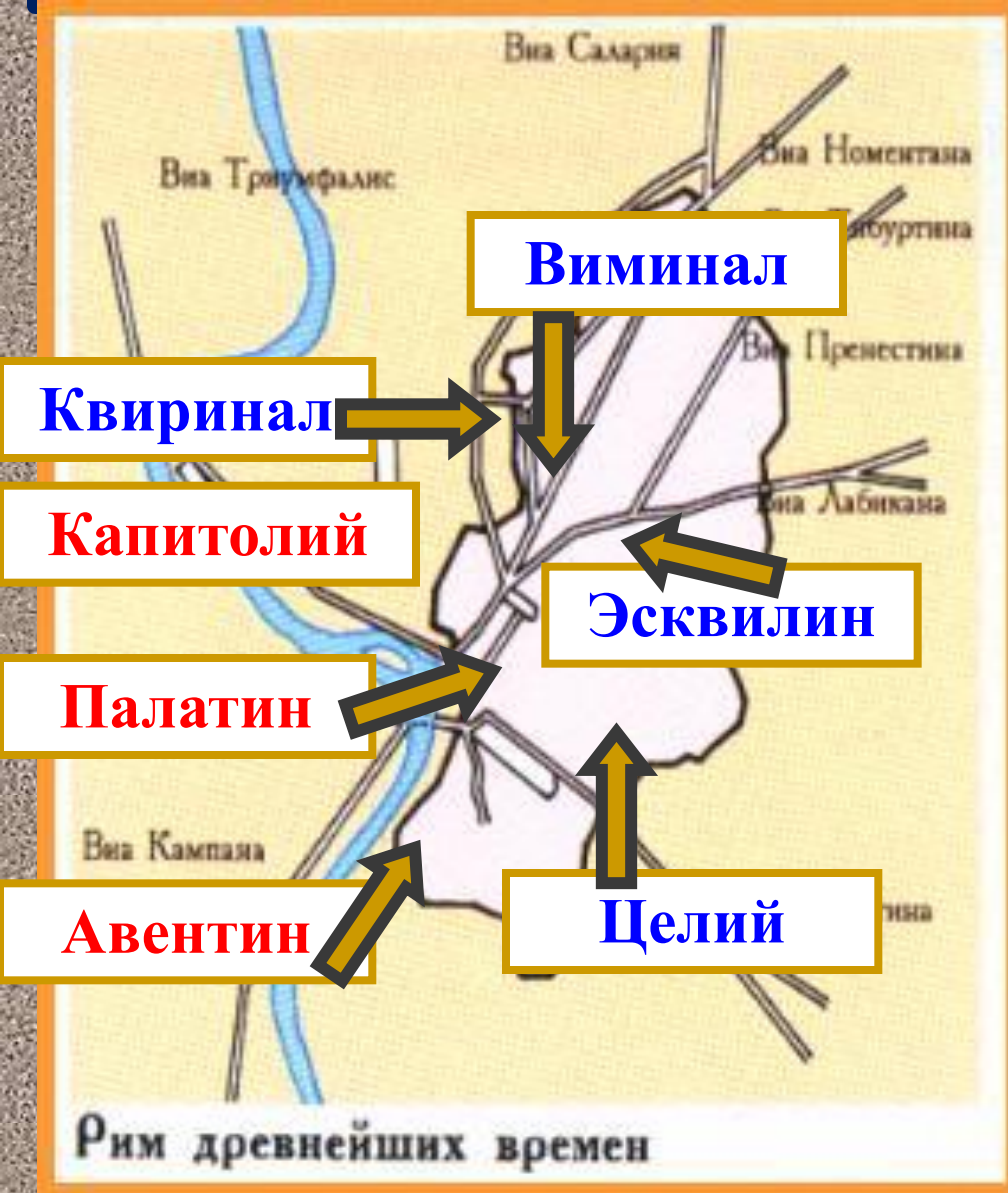 Виа Салария
Виа Номентана
Виа Триумфалис
Виминал
Виа Пренестина
Квиринал
Виа Лабикана
Капитолий
Эсквилин
Палатин
Виа Кампана
Авентин
Целий
Рим древнейших времен